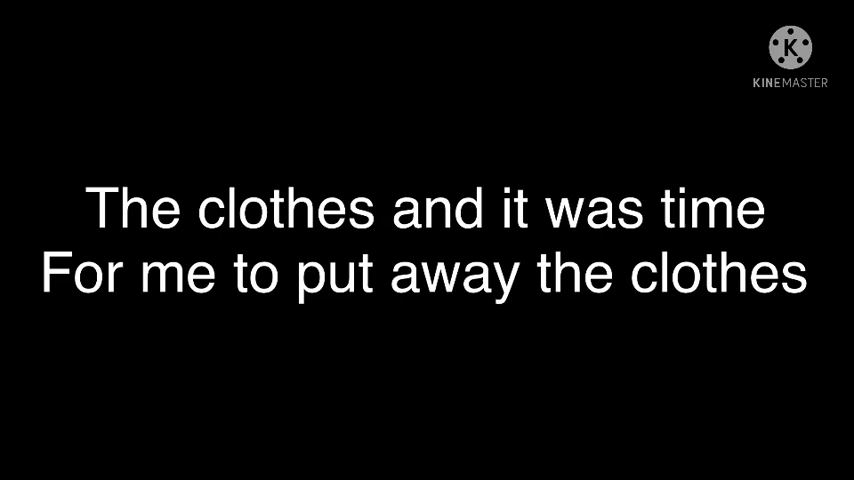 K
KINEMASTER
The clothes and it was time
For me to put away the clothes